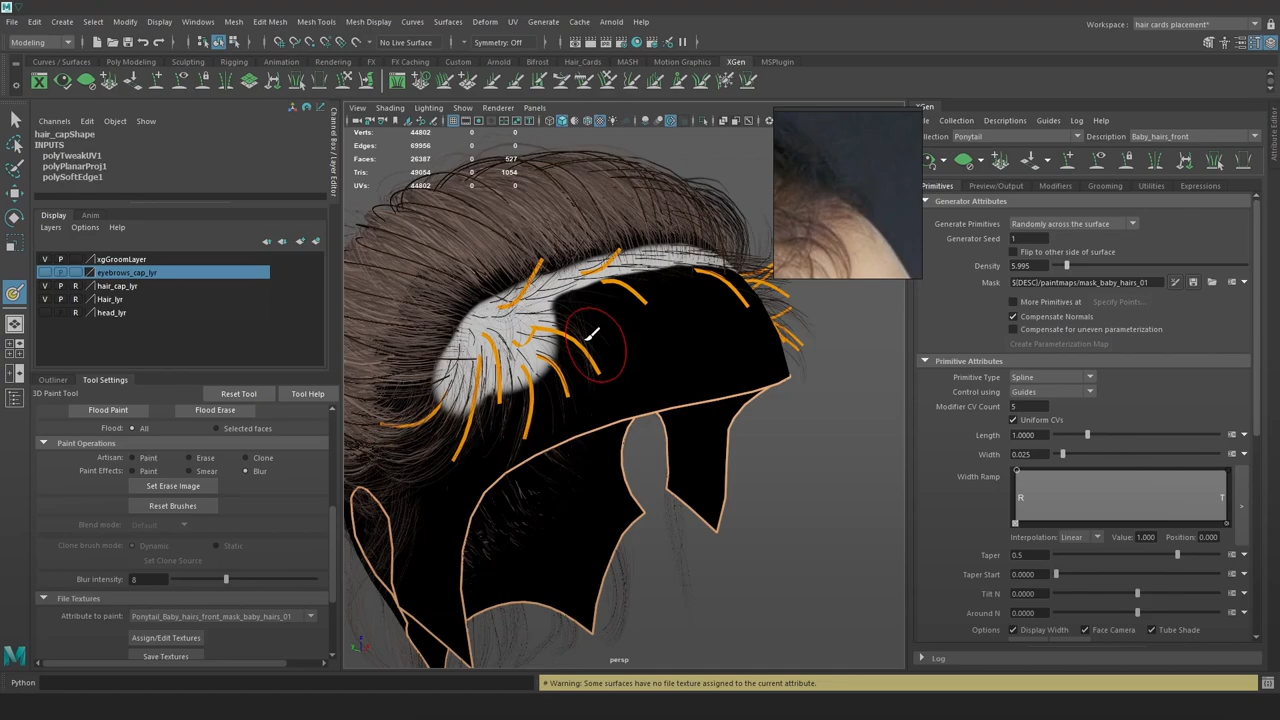 File Edit Create Select Modify Display Windows Mesh Edit Mesh Mesh Tools Mesh Display Curves Surfaces Deform UV Generate Cache Arnold Help
Workspace : hair cards placement*
Modeling No Live Surface Symmetry: Off
Curves / Surfaces Poly Modeling Sculpting Rigging Animation Rendering FX FX Caching Custom Arnold Bifrost Hair_Cards MASH Motion Graphics XGen MSPlugin
Channels Edit Object Show
hair_capShape
INPUTS
polyTweakUV1
polyPlanarProj1
polySoftEdge1
Channel Box / Layer Editor
Display Anim
Layers Options Help
V P xgGroomLayer
P eyebrows_cap_lyr
V P R hair_cap_lyr
V P R Hair_lyr
R head_lyr
Outliner Tool Settings
3D Paint Tool Reset Tool Tool Help
Flood Paint Flood Erase
Flood: All Selected faces
Paint Operations
Artisan: Paint Erase Clone
Paint Effects: Paint Smear Blur
Set Erase Image
Reset Brushes
Blend mode: Default
Clone brush mode: Dynamic Static
Set Clone Source
Blur intensity: 8
File Textures
Attribute to paint: Ponytail_Baby_hairs_front_mask_baby_hairs_01
Assign/Edit Textures
Save Textures
View Shading Lighting Show Renderer Panels
Verts: 44802 0 0
Edges: 69956 0 0
Faces: 26387 527
Tris: 49054 1054
UVs: 44802 0 0
persp
XGen
Collection Descriptions Guides Log Help
Ponytail Description Baby_hairs_front
Attribute Editor
Primitives Preview/Output Modifiers Grooming Utilities Expressions
Generator Attributes
Generate Primitives Randomly across the surface
Generator Seed 1
Flip to other side of surface
Density 5.995
Mask ${DESC}/paintmaps/mask_baby_hairs_01
More Primitives at Specify Points...
Compensate Normals
Compensate for uneven parameterization
Create Parametrization Map
Primitive Attributes
Primitive Type Spline
Control using Guides
Modifier CV Count 5
Uniform CVs
Length 1.0000
Width 0.025
Width Ramp
R T
>
Interpolation: Linear Value: 1.000 Position: 0.000
Taper 0.5
Taper Start 0.0000
Tilt N 0.0000
Around N 0.0000
Options Display Width Face Camera Tube Shade
Log
Python
# Warning: Some surfaces have no file texture assigned to the current attribute.